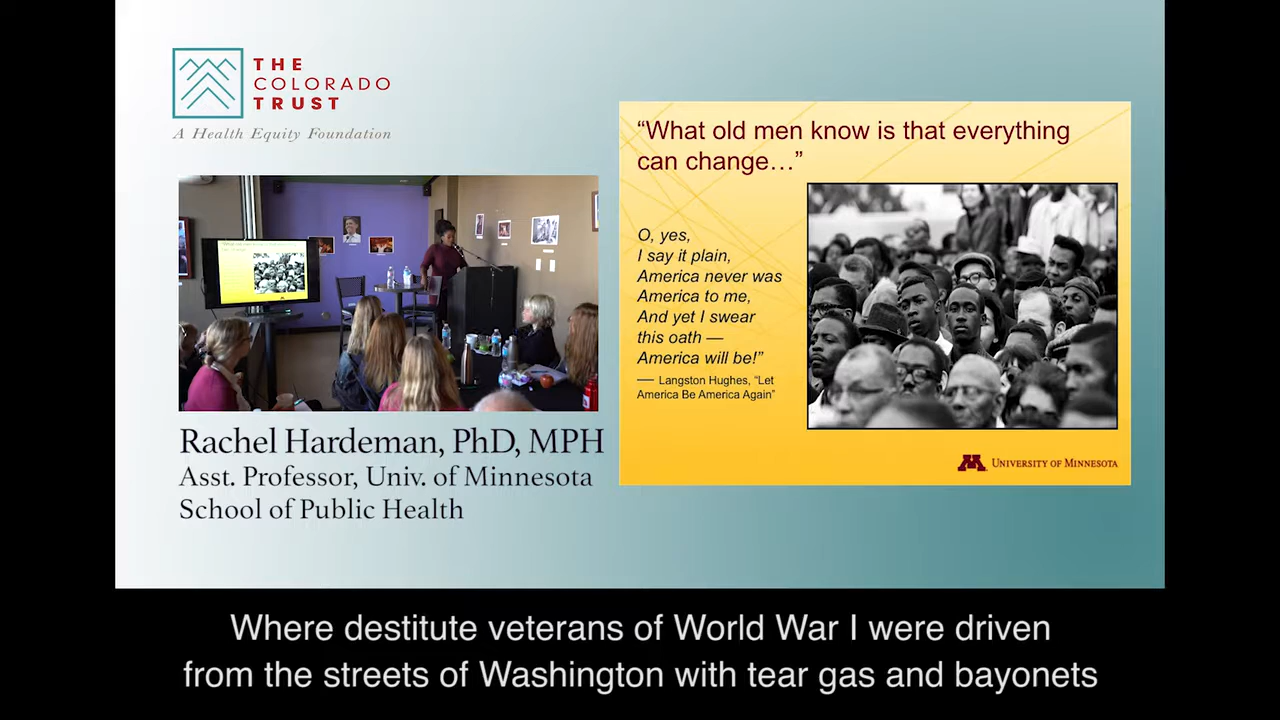 THE
COLORADO
TRUST
A Health Equity Foundation
“What old men know is that everything
can change…”
O, yes,
I say it plain,
America never was
America to me,
And yet I swear
this oath —
America will be!”
— Langston Hughes, “Let
America Be America Again”
UNIVERSITY OF MINNESOTA
Rachel Hardeman, PhD, MPH
Asst. Professor, Univ. of Minnesota
School of Public Health
Where destitute veterans of World War I were driven
from the streets of Washington with tear gas and bayonets